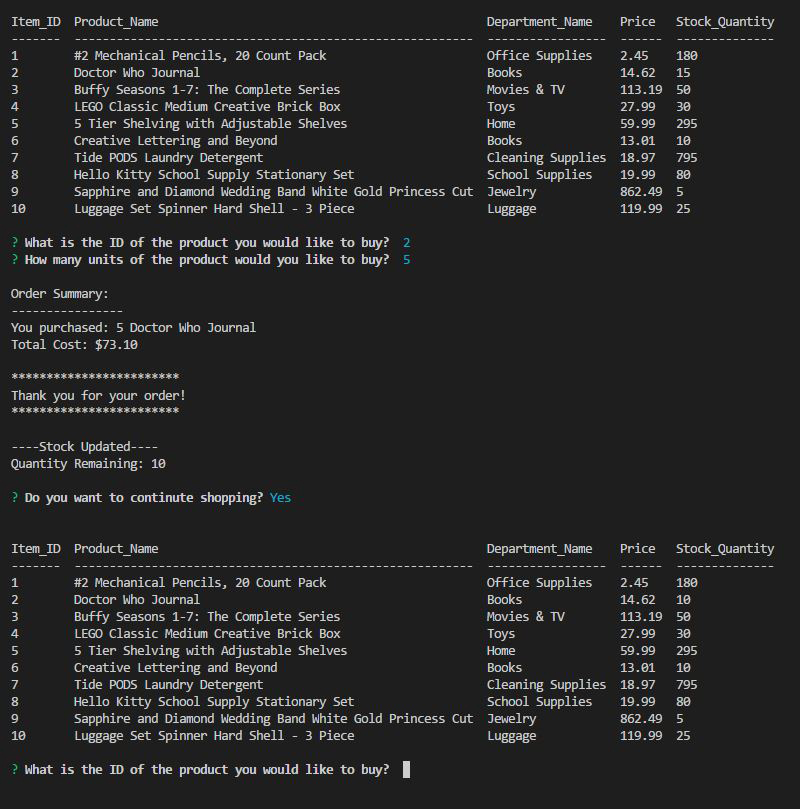 Item_ID  Product_Name                                               Department_Name    Price   Stock_Quantity
-------  ---------------------------------------------------------  -----------------  ------  --------------
1        #2 Mechanical Pencils, 20 Count Pack                       Office Supplies    2.45    180
2        Doctor Who Journal                                         Books              14.62   15
3        Buffy Seasons 1-7: The Complete Series                     Movies & TV        113.19  50
4        LEGO Classic Medium Creative Brick Box                     Toys               27.99   30
5        5 Tier Shelving with Adjustable Shelves                    Home               59.99   295
6        Creative Lettering and Beyond                              Books              13.01   10
7        Tide PODS Laundry Detergent                                Cleaning Supplies  18.97   795
8        Hello Kitty School Supply Stationary Set                   School Supplies    19.99   80
9        Sapphire and Diamond Wedding Band White Gold Princess Cut  Jewelry            862.49  5
10       Luggage Set Spinner Hard Shell - 3 Piece                   Luggage            119.99  25
? What is the ID of the product you would like to buy?  2
? How many units of the product would you like to buy?  5
Order Summary:
----------------
You purchased: 5 Doctor Who Journal
Total Cost: $73.10
************************
Thank you for your order!
************************
----Stock Updated----
Quantity Remaining: 10
? Do you want to continute shopping? Yes
Item_ID  Product_Name                                               Department_Name    Price   Stock_Quantity
-------  ---------------------------------------------------------  -----------------  ------  --------------
1        #2 Mechanical Pencils, 20 Count Pack                       Office Supplies    2.45    180
2        Doctor Who Journal                                         Books              14.62   10
3        Buffy Seasons 1-7: The Complete Series                     Movies & TV        113.19  50
4        LEGO Classic Medium Creative Brick Box                     Toys               27.99   30
5        5 Tier Shelving with Adjustable Shelves                    Home               59.99   295
6        Creative Lettering and Beyond                              Books              13.01   10
7        Tide PODS Laundry Detergent                                Cleaning Supplies  18.97   795
8        Hello Kitty School Supply Stationary Set                   School Supplies    19.99   80
9        Sapphire and Diamond Wedding Band White Gold Princess Cut  Jewelry            862.49  5
10       Luggage Set Spinner Hard Shell - 3 Piece                   Luggage            119.99  25
? What is the ID of the product you would like to buy?